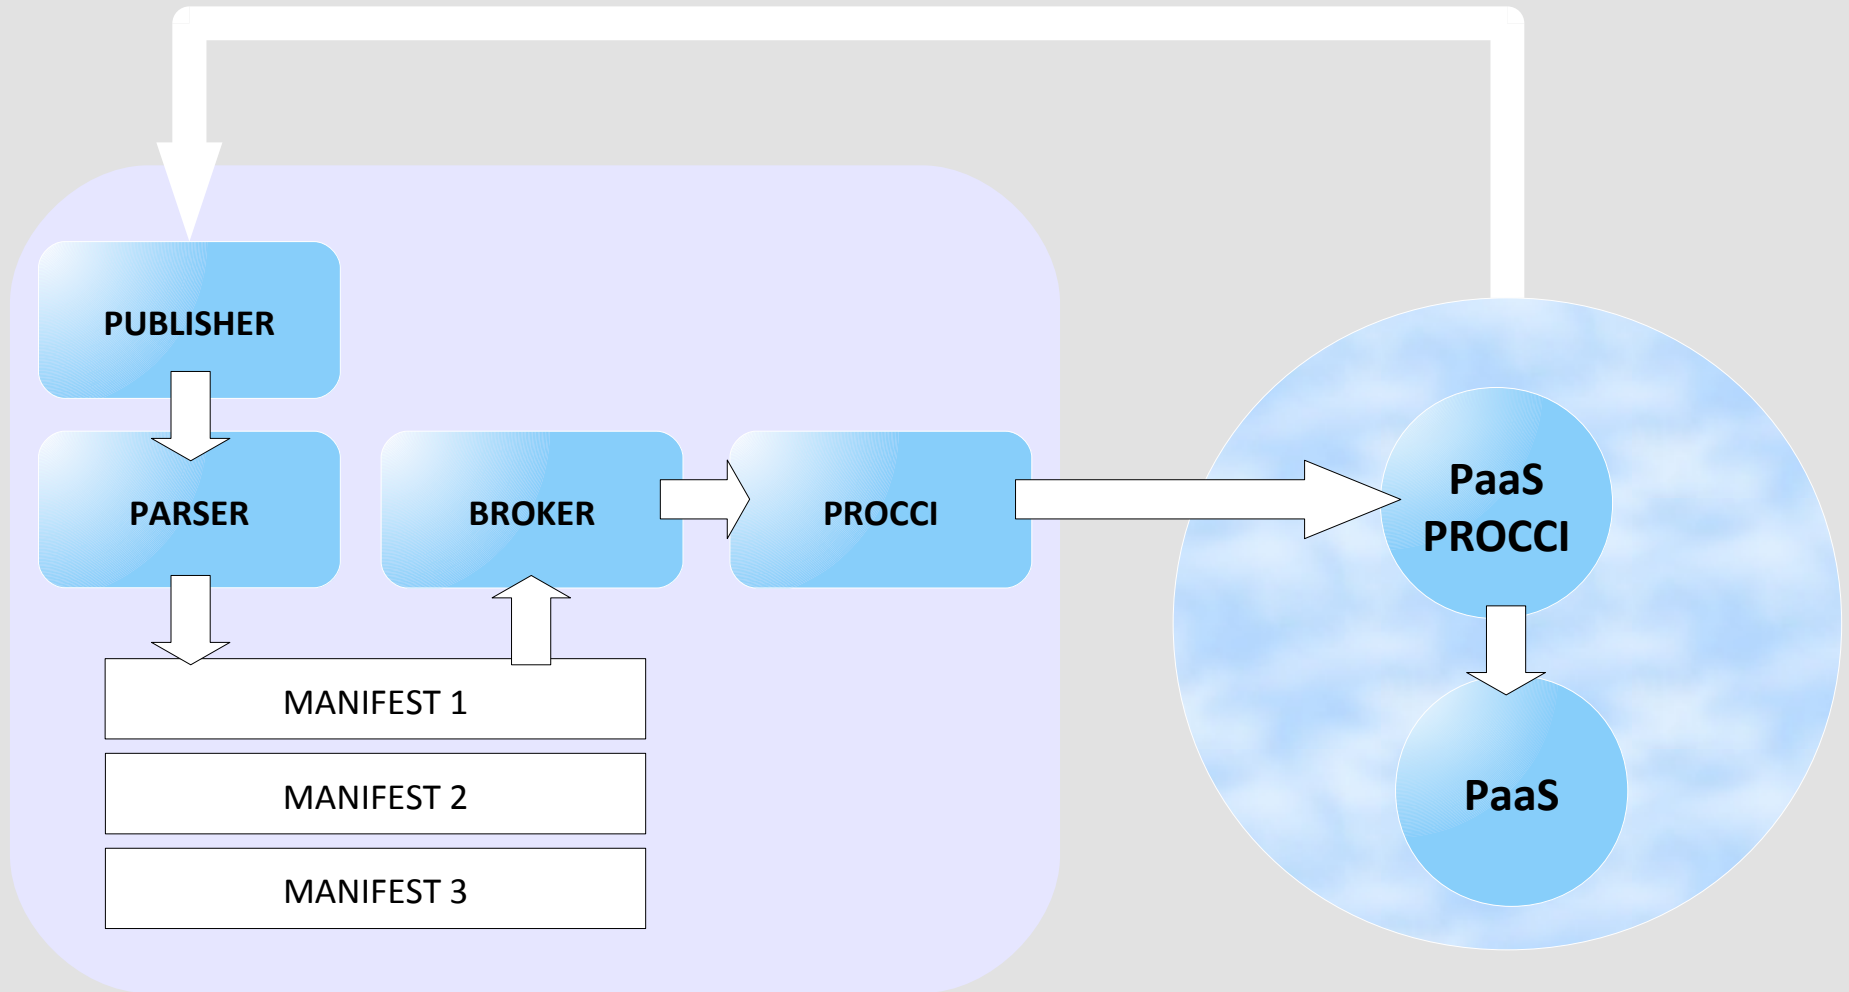 PUBLISHER
PARSER
BROKER
PROCCI
PaaS
PROCCI
MANIFEST 1
MANIFEST 2
MANIFEST 3
PaaS